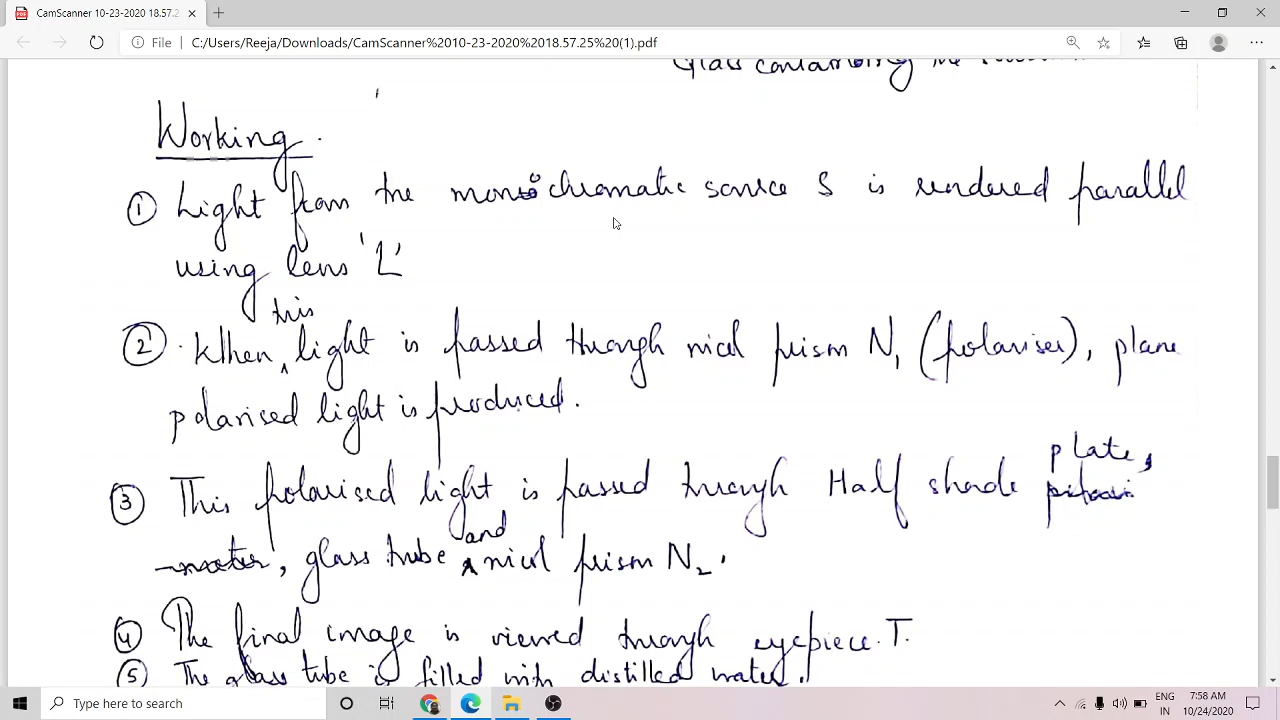 CamScanner 10-23-2020 18.57.2
File C:/Users/Reeja/Downloads/CamScanner%2010-23-2020%2018.57.25%20(1).pdf
Glass containing the
Working.
① Light from the monochromatic source S is rendered parallel
using lens 'L'
this
② When light is passed through nicol prism N₁ (polariser), plane
polarised light is produced.
plate,
③ This polarised light is passed through Half shade
and
water, glass tube nicol prism N₂.
④ The final image is viewed through eyepiece. T.
⑤ The glass tube is filled with distilled water.
Type here to search
ENG 7:58 AM
IN 10/24/2020